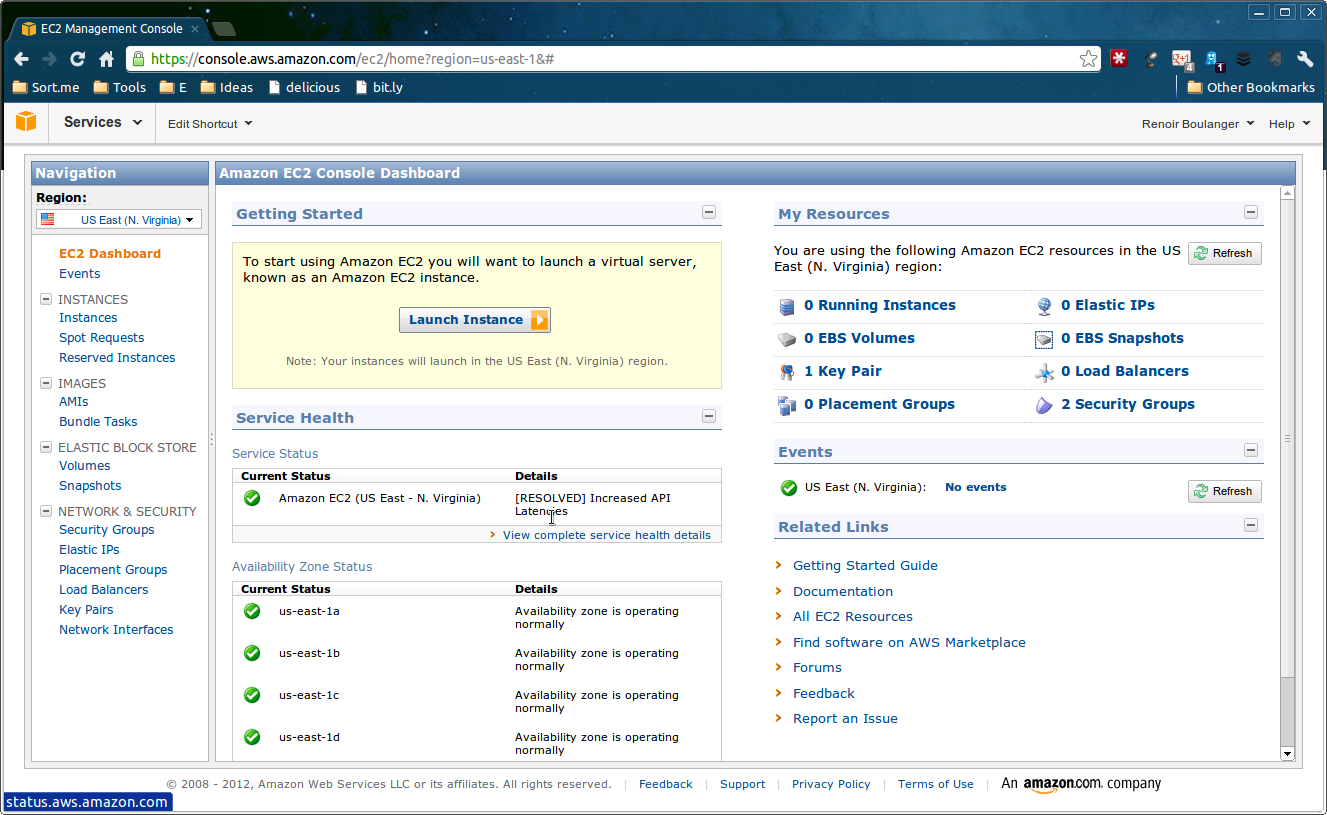 EC2 Management Console
https://console.aws.amazon.com/ec2/home?region=us-east-1&#
g+1 4
1
Sort.me Tools E Ideas delicious bit.ly Other Bookmarks
Services Edit Shortcut Renoir Boulanger Help
Navigation
Region:
US East (N. Virginia)
EC2 Dashboard
Events
INSTANCES
Instances
Spot Requests
Reserved Instances
IMAGES
AMIs
Bundle Tasks
ELASTIC BLOCK STORE
Volumes
Snapshots
NETWORK & SECURITY
Security Groups
Elastic IPs
Placement Groups
Load Balancers
Key Pairs
Network Interfaces
Amazon EC2 Console Dashboard
Getting Started
To start using Amazon EC2 you will want to launch a virtual server,
known as an Amazon EC2 instance.
Launch Instance
Note: Your instances will launch in the US East (N. Virginia) region.
Service Health
Service Status
Current Status Details
Amazon EC2 (US East - N. Virginia) [RESOLVED] Increased API
Latencies
View complete service health details
Availability Zone Status
Current Status Details
us-east-1a Availability zone is operating
normally
us-east-1b Availability zone is operating
normally
us-east-1c Availability zone is operating
normally
us-east-1d Availability zone is operating
normally
My Resources
You are using the following Amazon EC2 resources in the US
East (N. Virginia) region:
Refresh
0 Running Instances 0 Elastic IPs
0 EBS Volumes 0 EBS Snapshots
1 Key Pair 0 Load Balancers
0 Placement Groups 2 Security Groups
Events
US East (N. Virginia): No events
Refresh
Related Links
Getting Started Guide
Documentation
All EC2 Resources
Find software on AWS Marketplace
Forums
Feedback
Report an Issue
© 2008 - 2012, Amazon Web Services LLC or its affiliates. All rights reserved. | Feedback | Support | Privacy Policy | Terms of Use | An amazon.com. company
status.aws.amazon.com